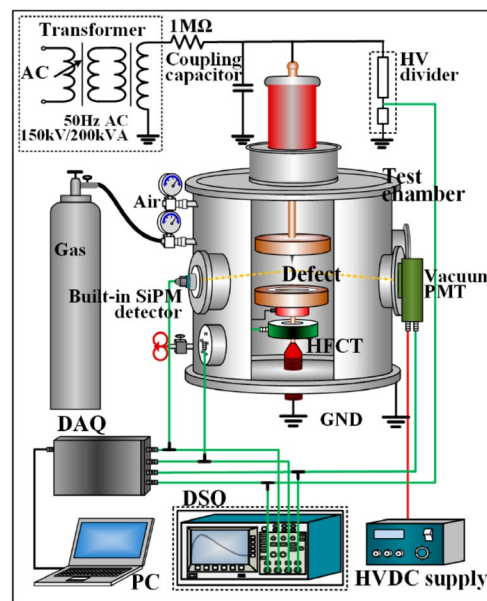 Transformer
1MΩ
Coupling
capacitor
HV
divider
AC
50Hz AC
150kV/200kVA
Test
chamber
Air
Gas
Defect
Built-in SiPM
detector
Vacuum
PMT
HFCT
GND
DAQ
DSO
PC
HVDC supply